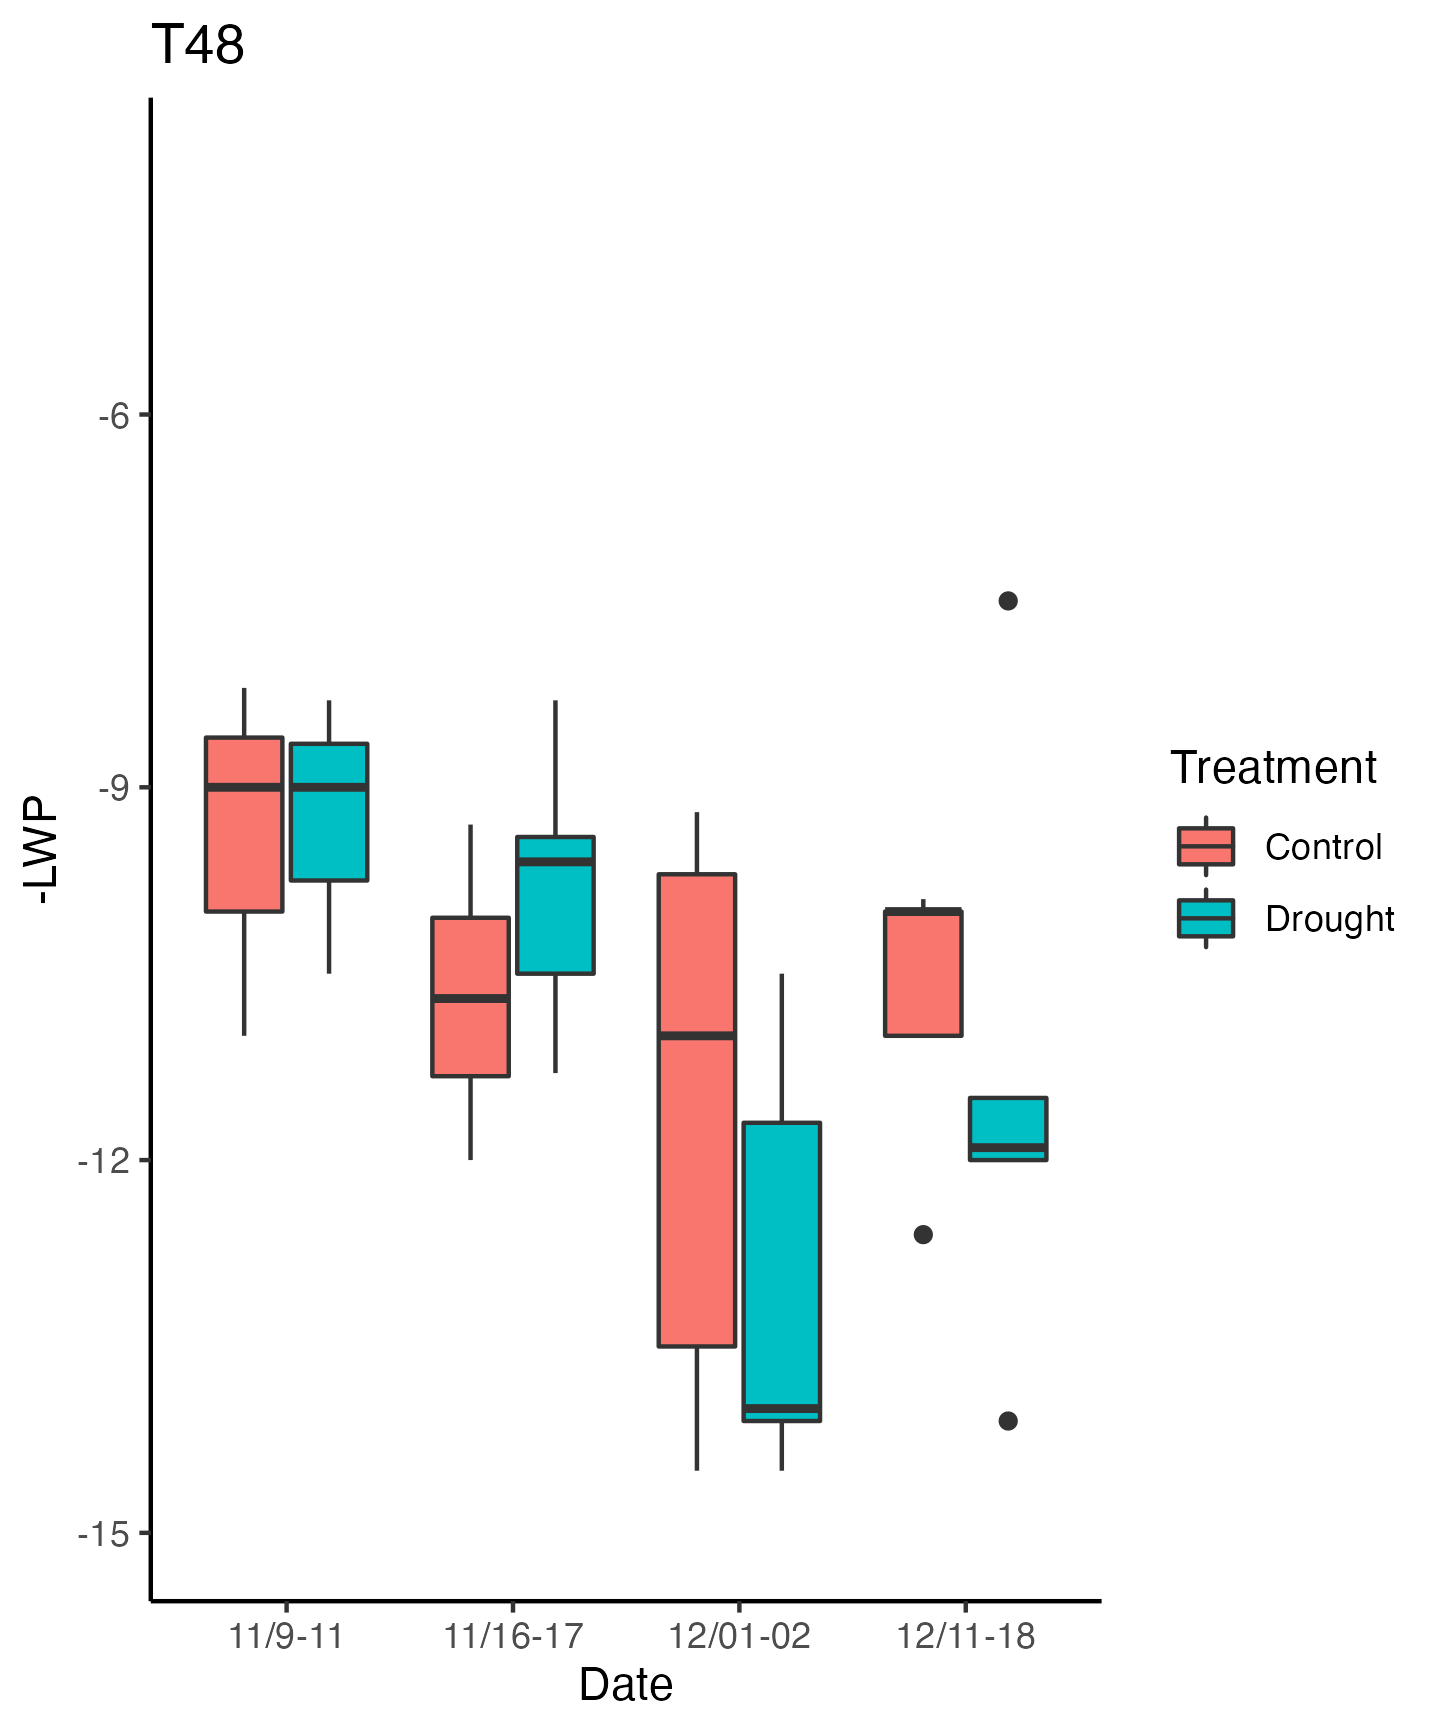 T48
-6
-9
-12
-15
-LWP
11/9-11
11/16-17
12/01-02
12/11-18
Date
Treatment
Control
Drought